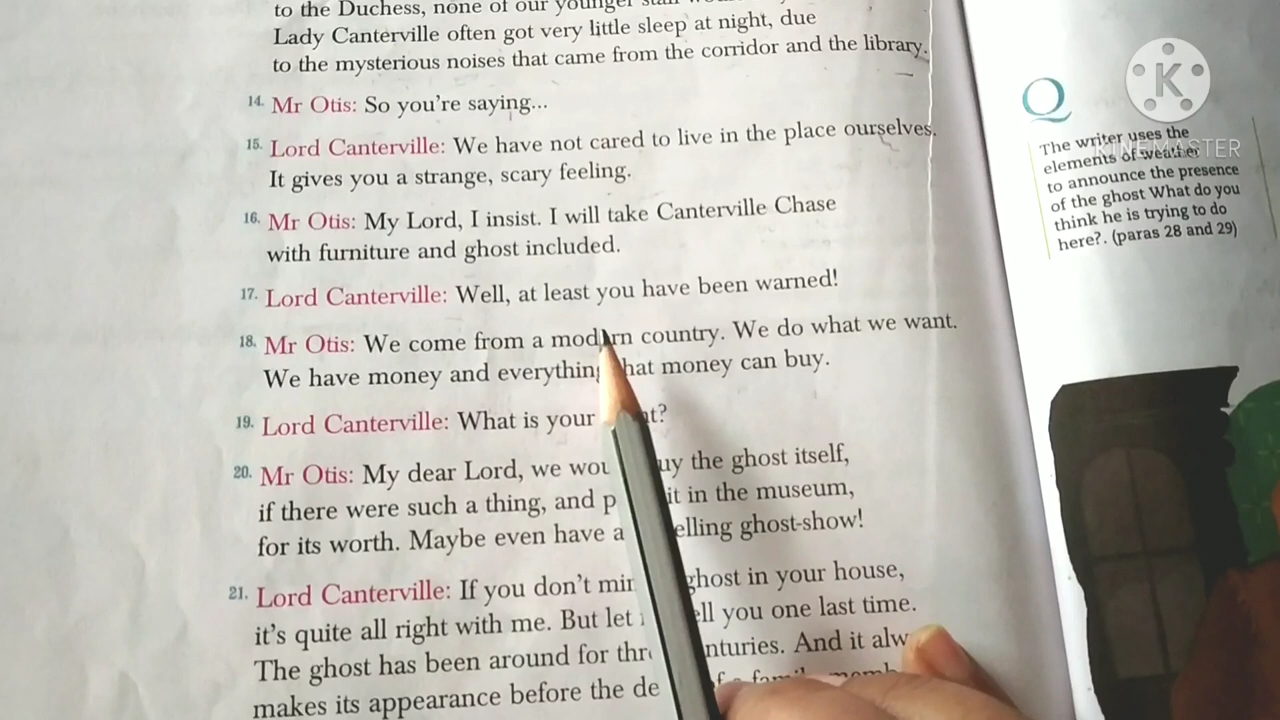 to the Duchess, none of our younger
Lady Canterville often got very little sleep at night, due
to the mysterious noises that came from the corridor and the library.
14. Mr Otis: So you're saying...
15. Lord Canterville: We have not cared to live in the place ourselves.
It gives you a strange, scary feeling.
16. Mr Otis: My Lord, I insist. I will take Canterville Chase
with furniture and ghost included.
17. Lord Canterville: Well, at least you have been warned!
18. Mr Otis: We come from a modern country. We do what we want.
We have money and everything that money can buy.
19. Lord Canterville: What is your
20. Mr Otis: My dear Lord, we buy the ghost itself,
if there were such a thing, and it in the museum,
for its worth. Maybe even have a ghost-show!
21. Lord Canterville: If you don't ghost in your house,
it's quite all right with me. But let you one last time.
The ghost has been around for centuries. And it
makes its appearance before the
Q
The writer uses the
elements of weather
to announce the presence
of the ghost What do you
think he is trying to do
here?. (paras 28 and 29)
K
KINEMASTER